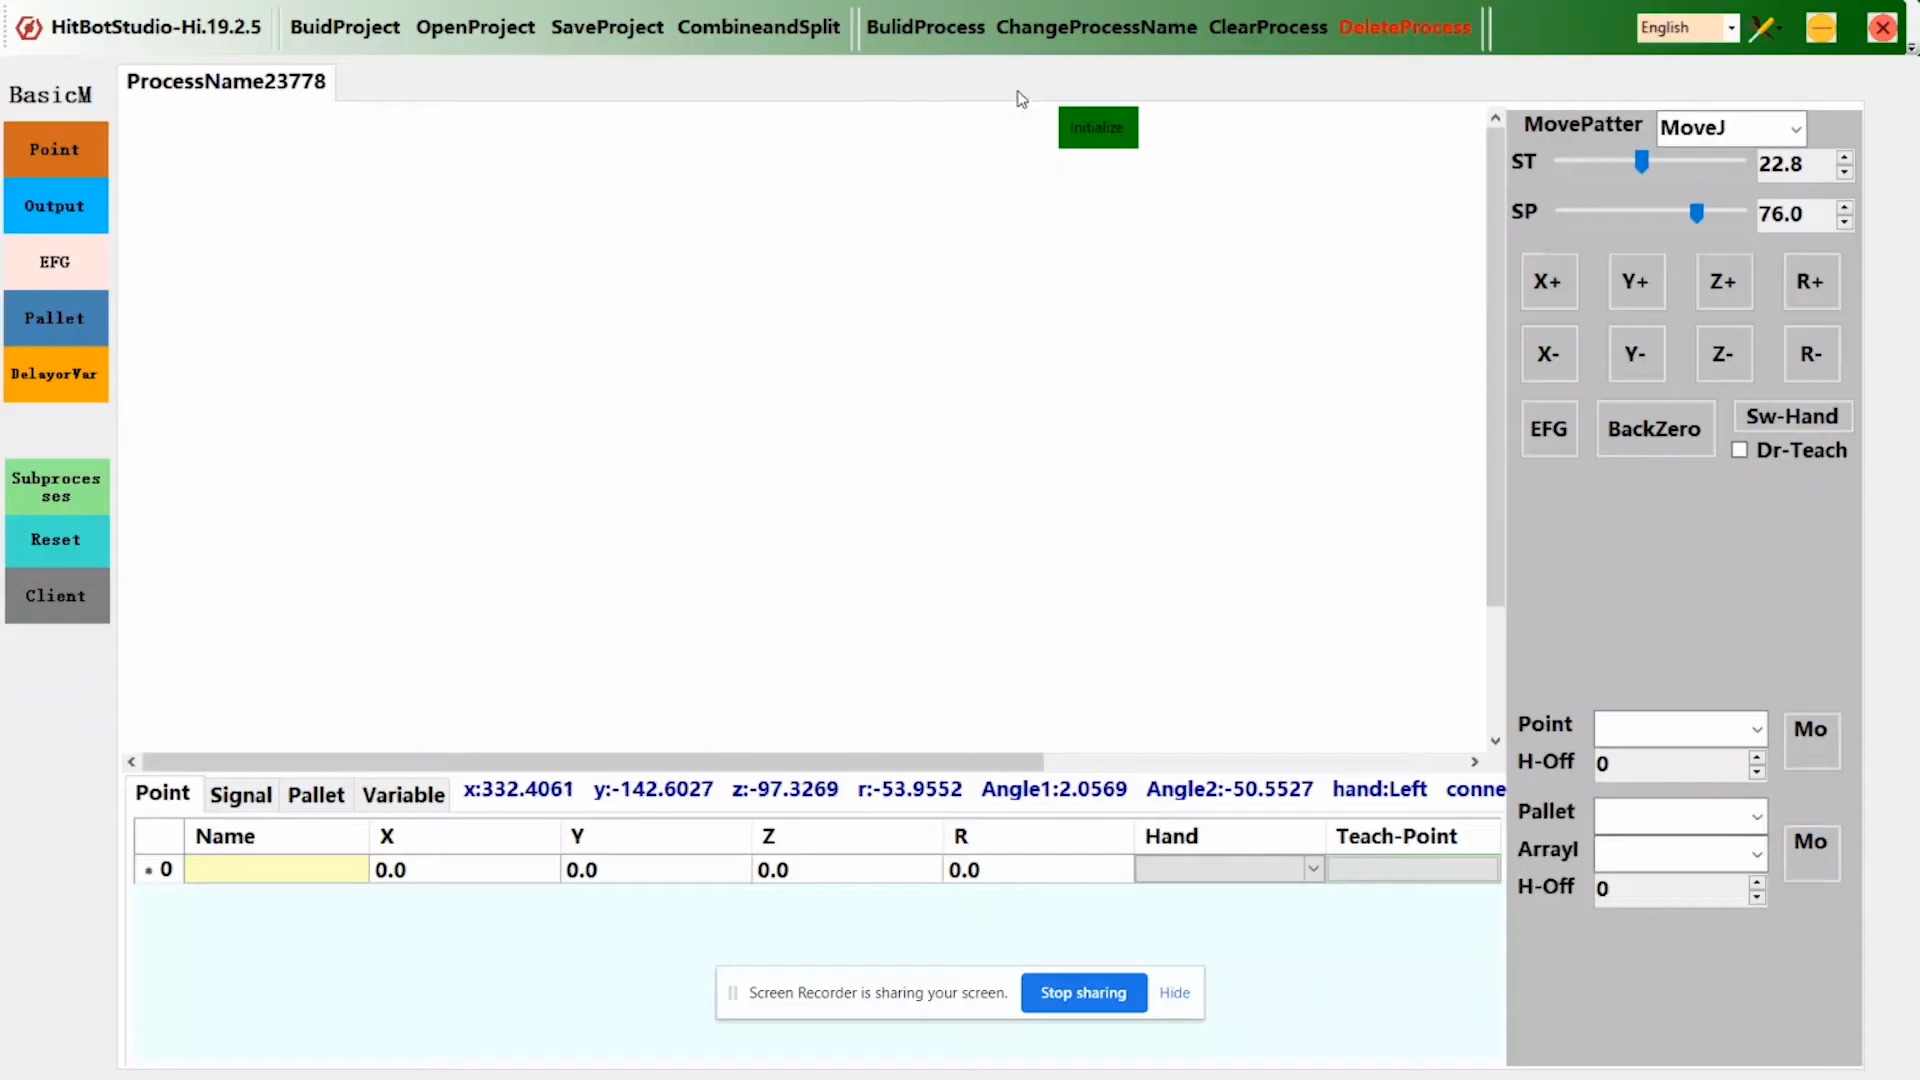 HitBotStudio-Hi.19.2.5 BuidProject OpenProject SaveProject CombineandSplit BulidProcess ChangeProcessName ClearProcess DeleteProcess English
BasicM
ProcessName23778
Point
Output
EFG
Pallet
DelayorVar
Subproces
ses
Reset
Client
Initialize
MovePatter MoveJ
ST 22.8
SP 76.0
X+ Y+ Z+ R+
X- Y- Z- R-
EFG BackZero Sw-Hand
Dr-Teach
Point Mo
H-Off 0
Pallet
ArrayI Mo
H-Off 0
Point Signal Pallet Variable x:332.4061 y:-142.6027 z:-97.3269 r:-53.9552 Angle1:2.0569 Angle2:-50.5527 hand:Left conne
Name X Y Z R Hand Teach-Point
0 0.0 0.0 0.0 0.0
Screen Recorder is sharing your screen. Stop sharing Hide